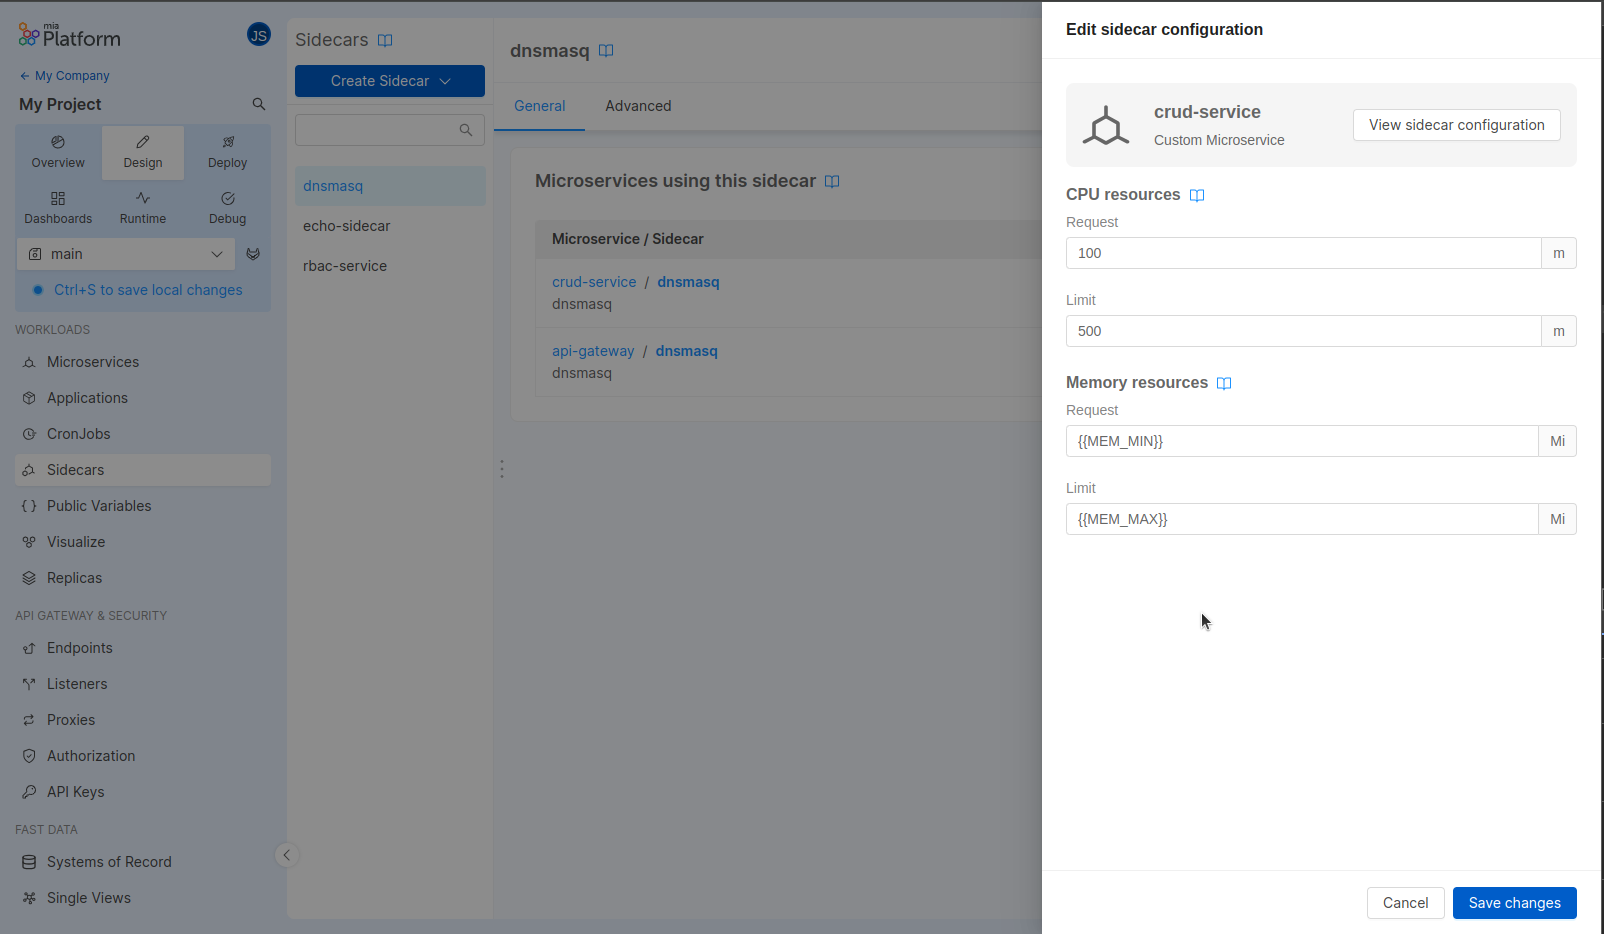 mia
Platform
JS
My Company
My Project
Overview
Design
Deploy
Dashboards
Runtime
Debug
main
Ctrl+S to save local changes
WORKLOADS
Microservices
Applications
CronJobs
Sidecars
Public Variables
Visualize
Replicas
API GATEWAY & SECURITY
Endpoints
Listeners
Proxies
Authorization
API Keys
FAST DATA
Systems of Record
Single Views
Sidecars
Create Sidecar
dnsmasq
echo-sidecar
rbac-service
dnsmasq
General
Advanced
Microservices using this sidecar
Microservice / Sidecar
crud-service / dnsmasq
dnsmasq
api-gateway / dnsmasq
dnsmasq
Edit sidecar configuration
crud-service
Custom Microservice
View sidecar configuration
CPU resources
Request
100 m
Limit
500 m
Memory resources
Request
{{MEM_MIN}} Mi
Limit
{{MEM_MAX}} Mi
Cancel
Save changes